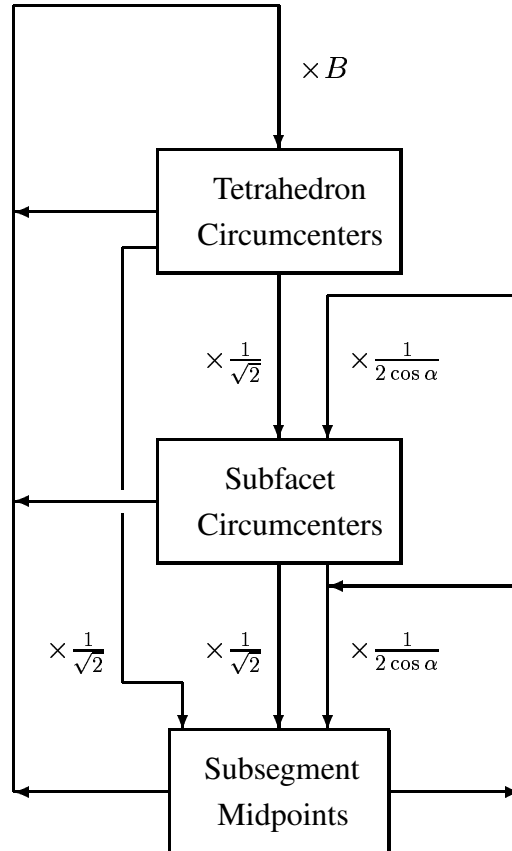 ×B
Tetrahedron
Circumcenters
×1/√2
×1/(2 cos α)
Subfacet
Circumcenters
×1/√2
×1/√2
×1/(2 cos α)
Subsegment
Midpoints